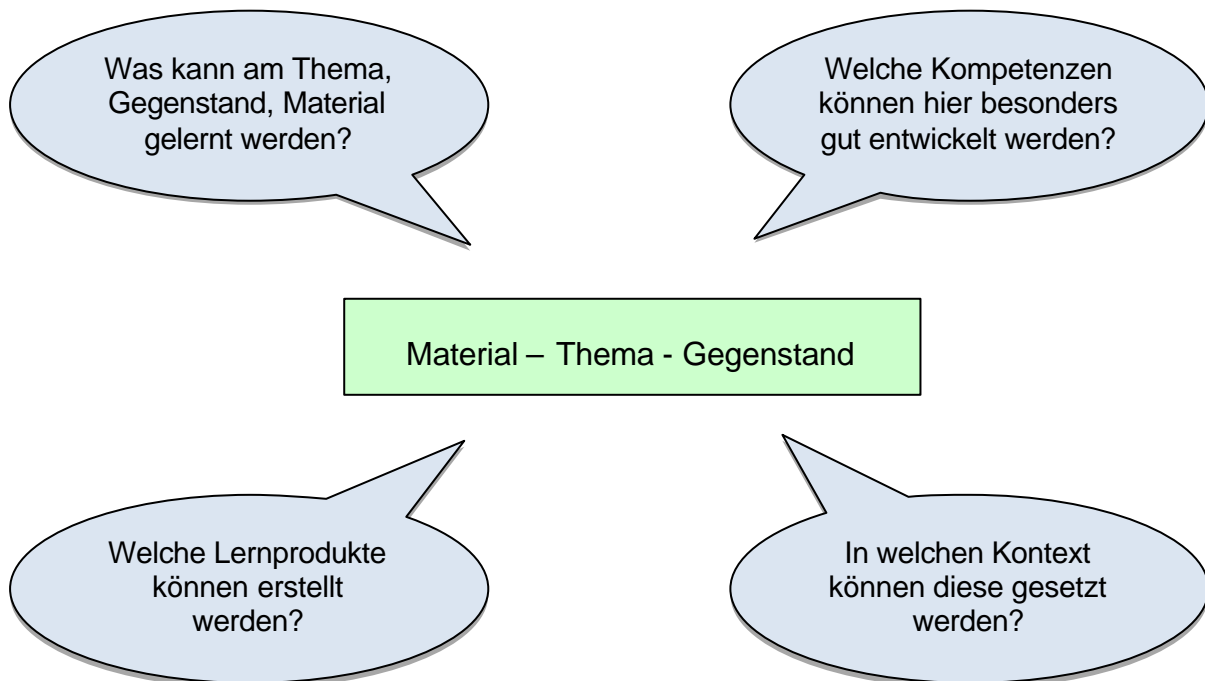 Was kann am Thema,
Gegenstand, Material
gelernt werden?
Welche Kompetenzen
können hier besonders
gut entwickelt werden?
Material – Thema - Gegenstand
Welche Lernprodukte
können erstellt
werden?
In welchen Kontext
können diese gesetzt
werden?